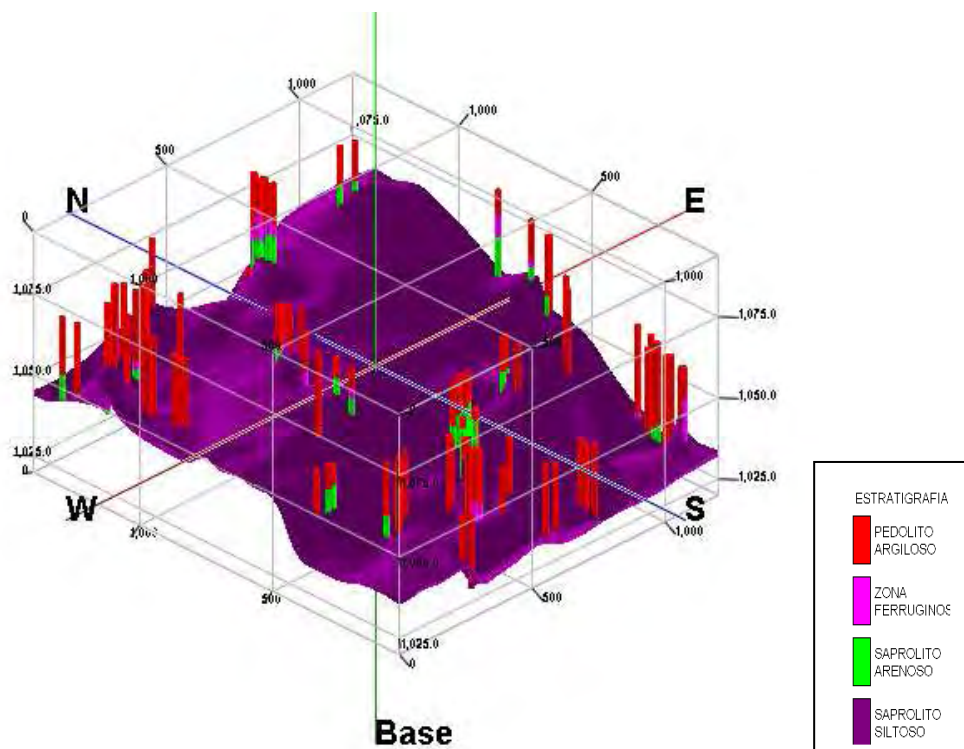 1,000
1,000
,075.0
500
500
N
E
0
1,000
1,000
1,025.0
1,075.0
1,050.0
1,050.0
1,025.0
1,025.0
0
W
S
1,000
1,000
500
500
1,025.0
0
Base
ESTRATIGRAFIA
PEDOLITO
ARGILOSO
ZONA
FERRUGINOS
SAPROLITO
ARENOSO
SAPROLITO
SILTOSO